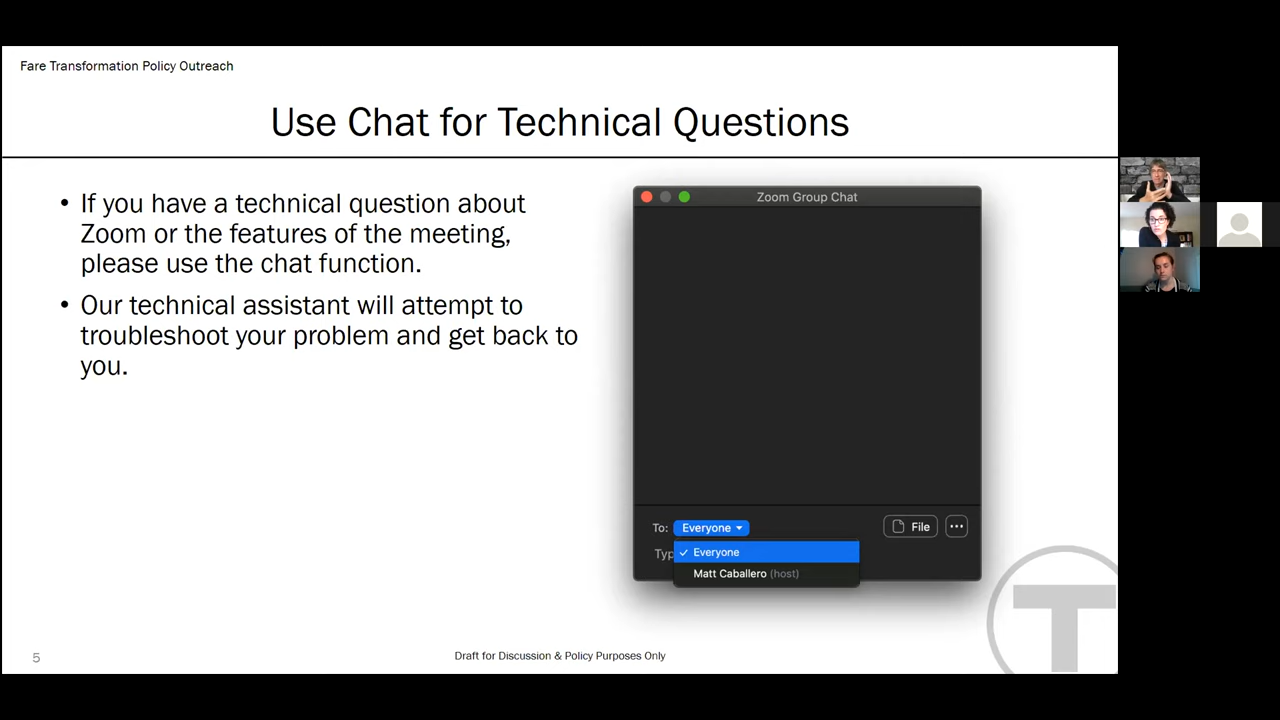 Fare Transformation Policy Outreach
Use Chat for Technical Questions
• If you have a technical question about
Zoom or the features of the meeting,
please use the chat function.
• Our technical assistant will attempt to
troubleshoot your problem and get back to
you.
Zoom Group Chat
To: Everyone
File
Typ
✓ Everyone
Matt Caballero (host)
5
Draft for Discussion & Policy Purposes Only
T